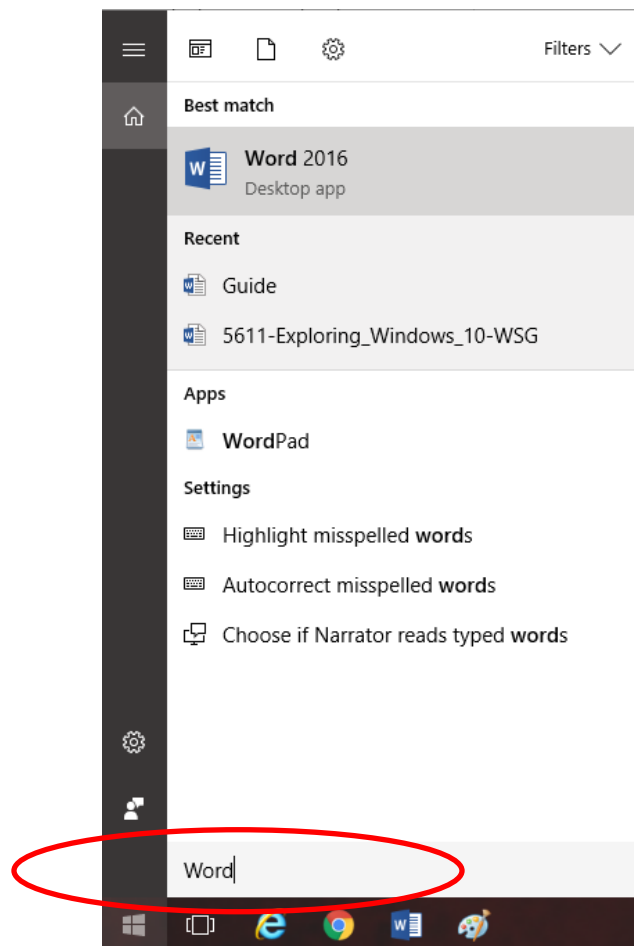 Filters
Best match
Word 2016
Desktop app
Recent
Guide
5611-Exploring_Windows_10-WSG
Apps
WordPad
Settings
Highlight misspelled words
Autocorrect misspelled words
Choose if Narrator reads typed words
Word